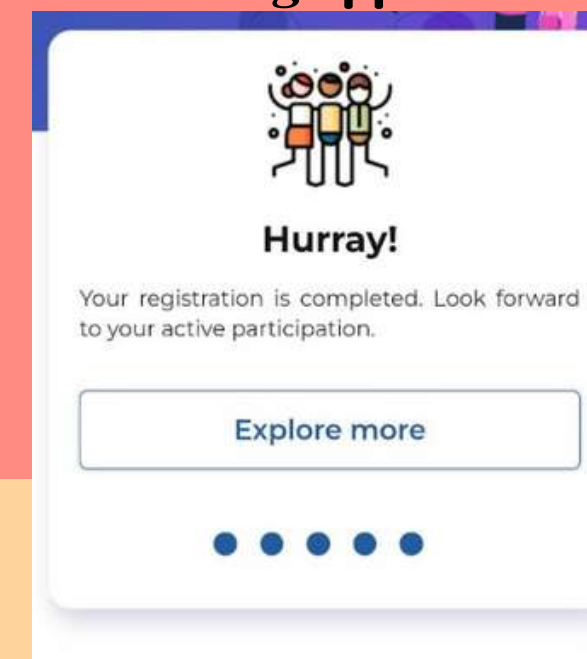 Hurray!
Your registration is completed. Look forward
to your active participation.
Explore more